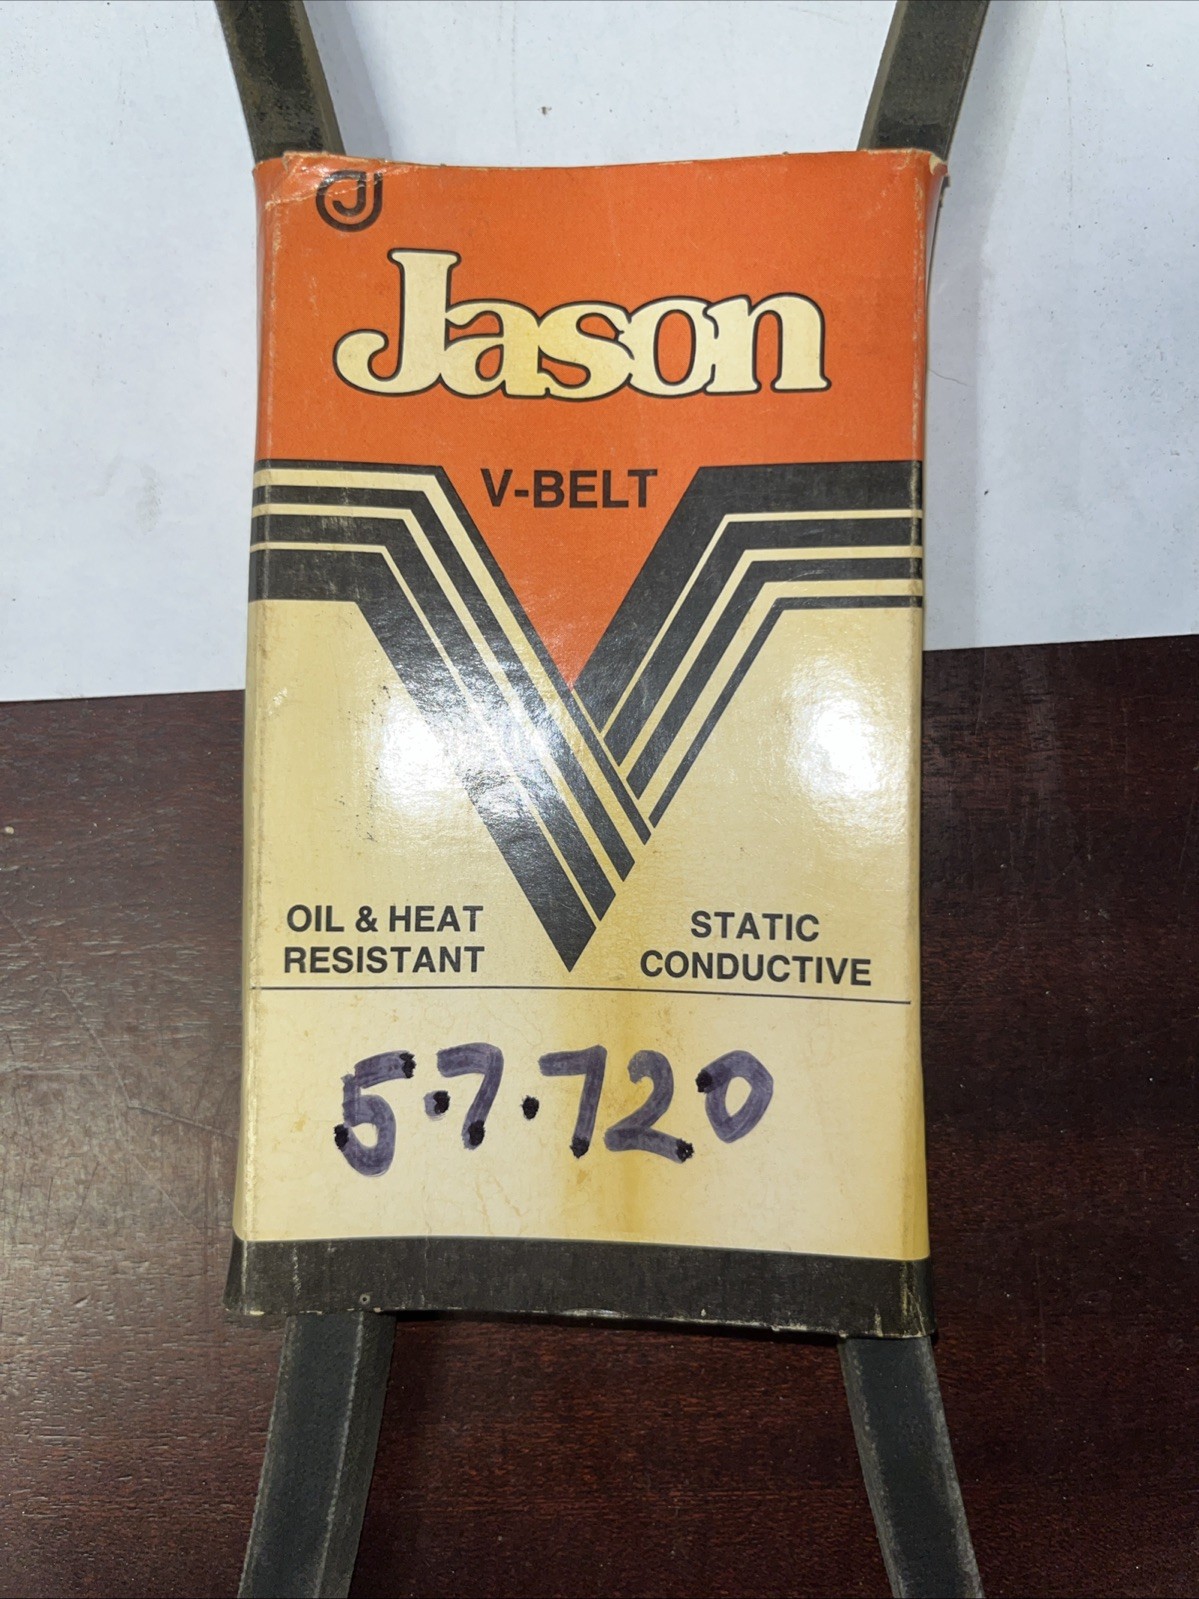 J
Jason
V-BELT
OIL & HEAT
RESISTANT
STATIC
CONDUCTIVE
5.7.720